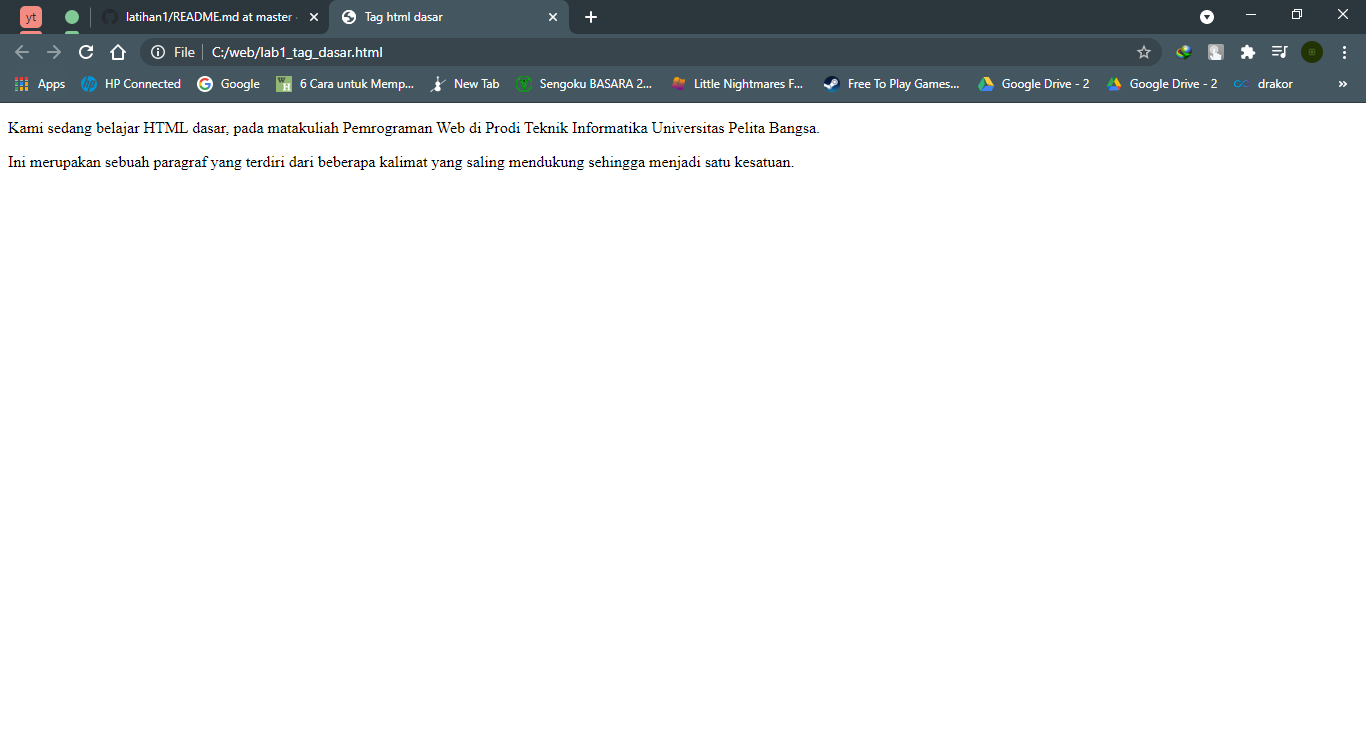 yt
latihan1/README.md at master
Tag html dasar
File
C:/web/lab1_tag_dasar.html
Apps
HP Connected
Google
6 Cara untuk Memp...
New Tab
Sengoku BASARA 2...
Little Nightmares F...
Free To Play Games...
Google Drive - 2
Google Drive - 2
drakor
Kami sedang belajar HTML dasar, pada matakuliah Pemrograman Web di Prodi Teknik Informatika Universitas Pelita Bangsa.
Ini merupakan sebuah paragraf yang terdiri dari beberapa kalimat yang saling mendukung sehingga menjadi satu kesatuan.